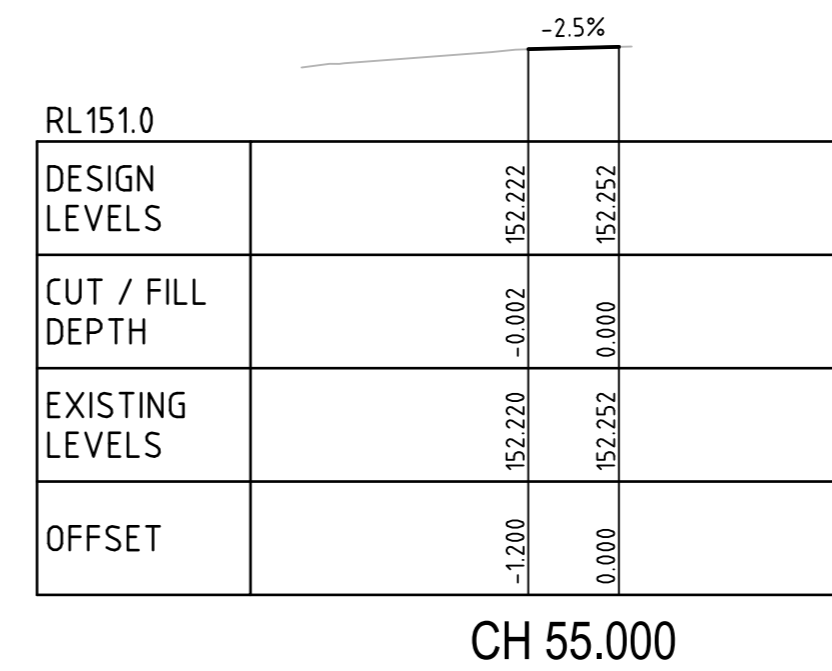 -2.5%
RL151.0
DESIGN
LEVELS
152.222
152.252
CUT / FILL
DEPTH
-0.002
0.000
EXISTING
LEVELS
152.220
152.252
OFFSET
-1.200
0.000
CH 55.000